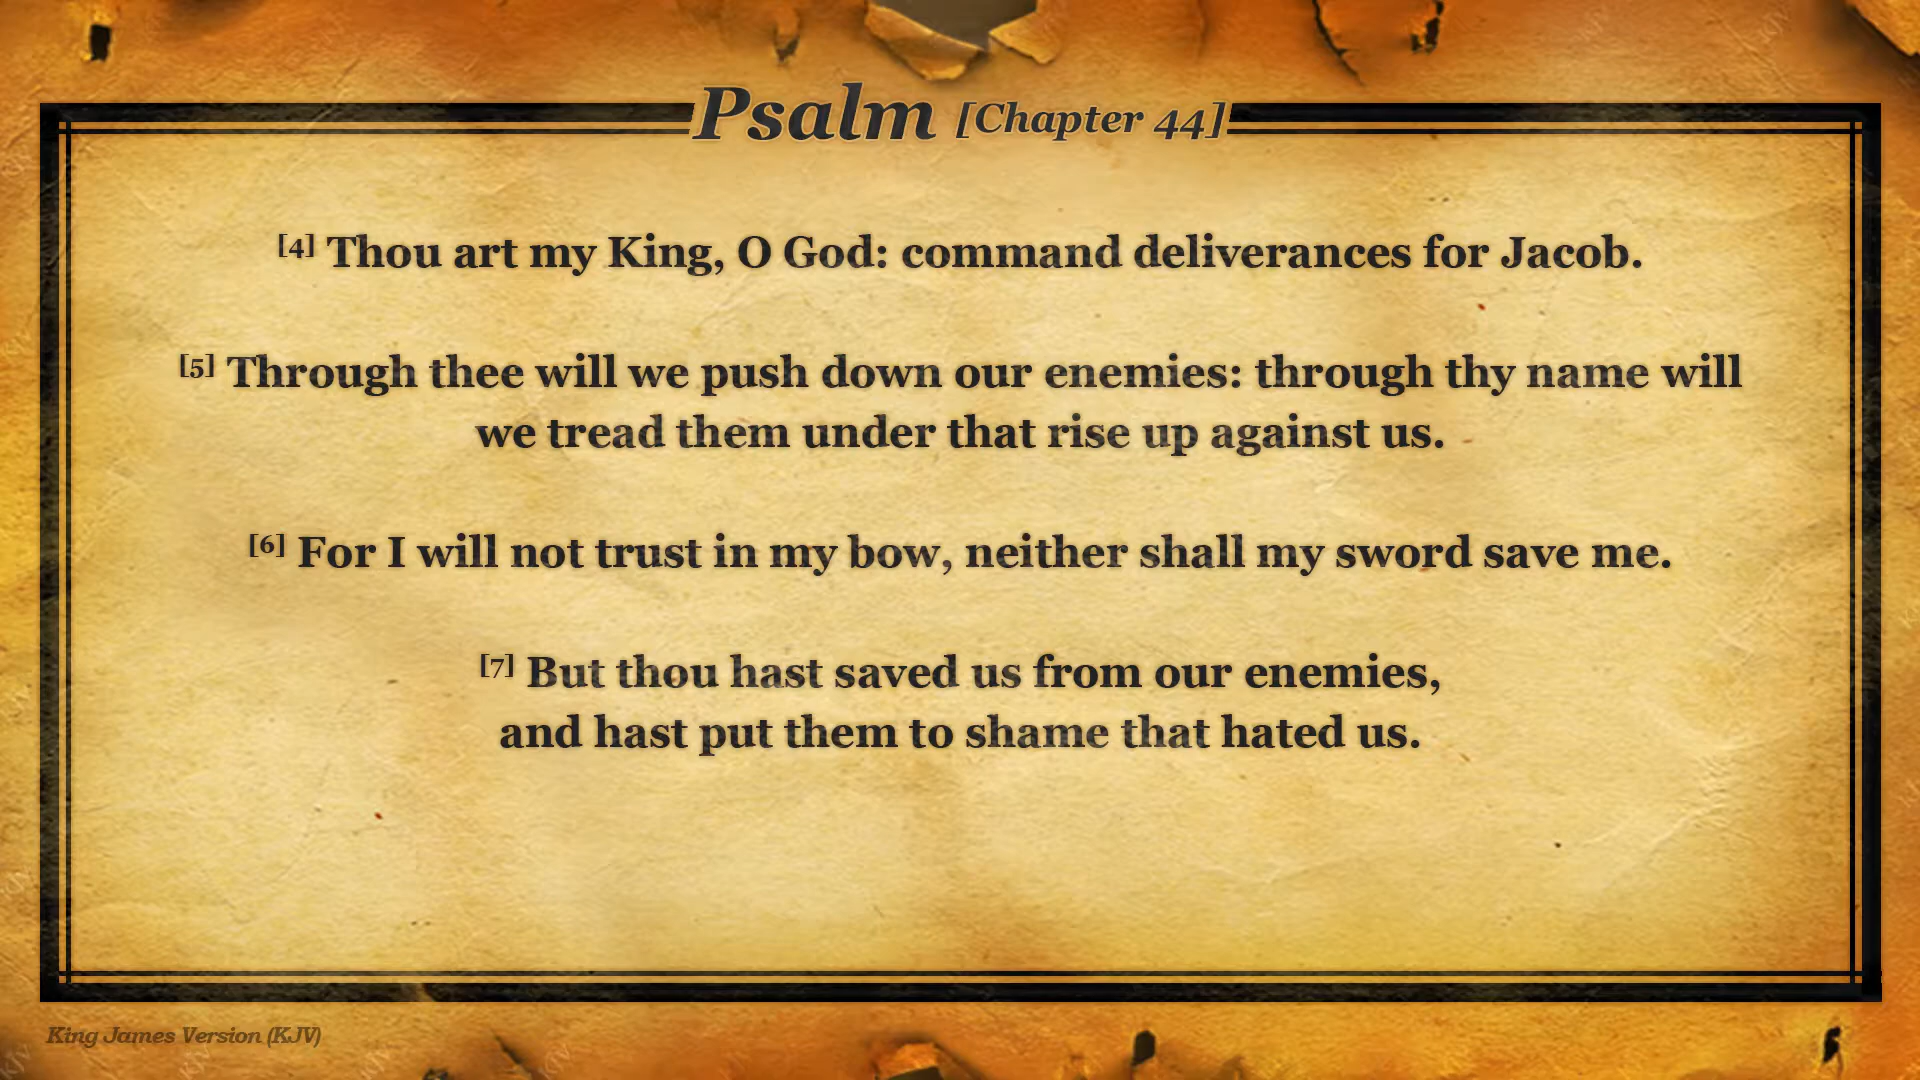 Psalm [Chapter 44]
[4] Thou art my King, O God: command deliverances for Jacob.
[5] Through thee will we push down our enemies: through thy name will
we tread them under that rise up against us.
[6] For I will not trust in my bow, neither shall my sword save me.
[7] But thou hast saved us from our enemies,
and hast put them to shame that hated us.
King James Version (KJV)